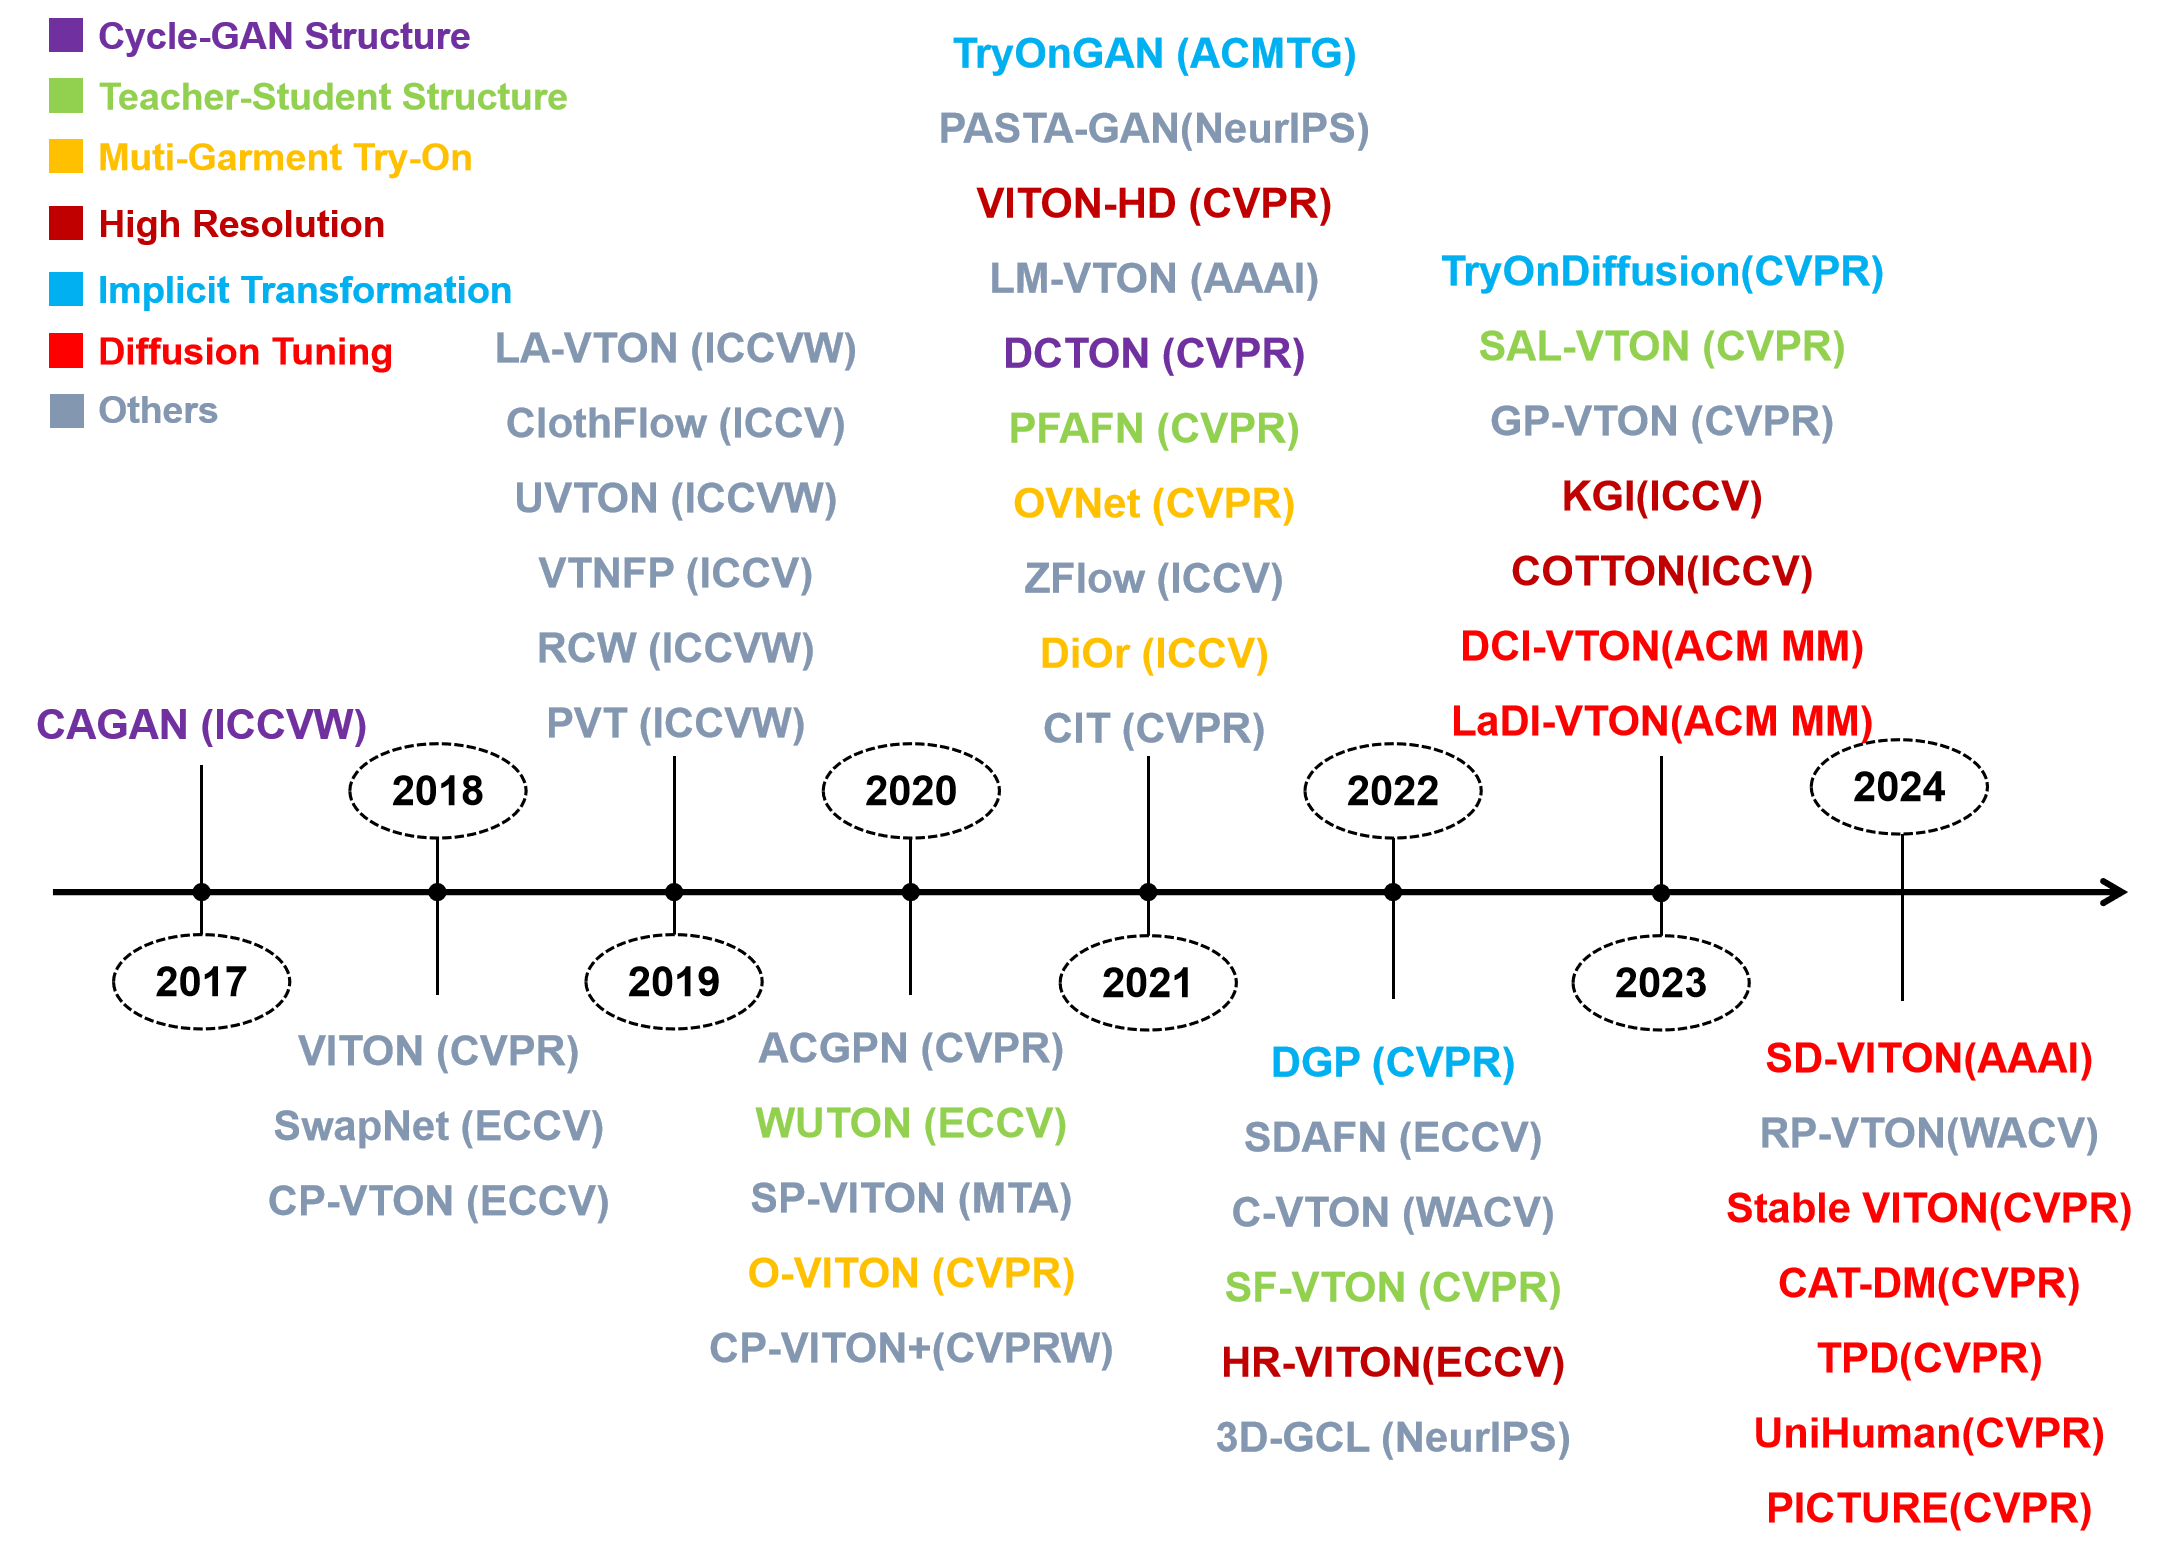 Cycle-GAN Structure
Teacher-Student Structure
Muti-Garment Try-On
High Resolution
Implicit Transformation
Diffusion Tuning
Others
CAGAN (ICCVW)
2017
2018
VITON (CVPR)
SwapNet (ECCV)
CP-VTON (ECCV)
LA-VTON (ICCVW)
ClothFlow (ICCV)
UVTON (ICCVW)
VTNFP (ICCV)
RCW (ICCVW)
PVT (ICCVW)
2019
2020
ACGPN (CVPR)
WUTON (ECCV)
SP-VITON (MTA)
O-VITON (CVPR)
CP-VITON+(CVPRW)
TryOnGAN (ACMTG)
PASTA-GAN(NeurIPS)
VITON-HD (CVPR)
LM-VTON (AAAI)
DCTON (CVPR)
PFAFN (CVPR)
OVNet (CVPR)
ZFlow (ICCV)
DiOr (ICCV)
CIT (CVPR)
2021
2022
DGP (CVPR)
SDAFN (ECCV)
C-VTON (WACV)
SF-VTON (CVPR)
HR-VITON(ECCV)
3D-GCL (NeurIPS)
TryOnDiffusion(CVPR)
SAL-VTON (CVPR)
GP-VTON (CVPR)
KGI(ICCV)
COTTON(ICCV)
DCI-VTON(ACM MM)
LaDI-VTON(ACM MM)
2023
2024
SD-VITON(AAAI)
RP-VTON(WACV)
Stable VITON(CVPR)
CAT-DM(CVPR)
TPD(CVPR)
UniHuman(CVPR)
PICTURE(CVPR)